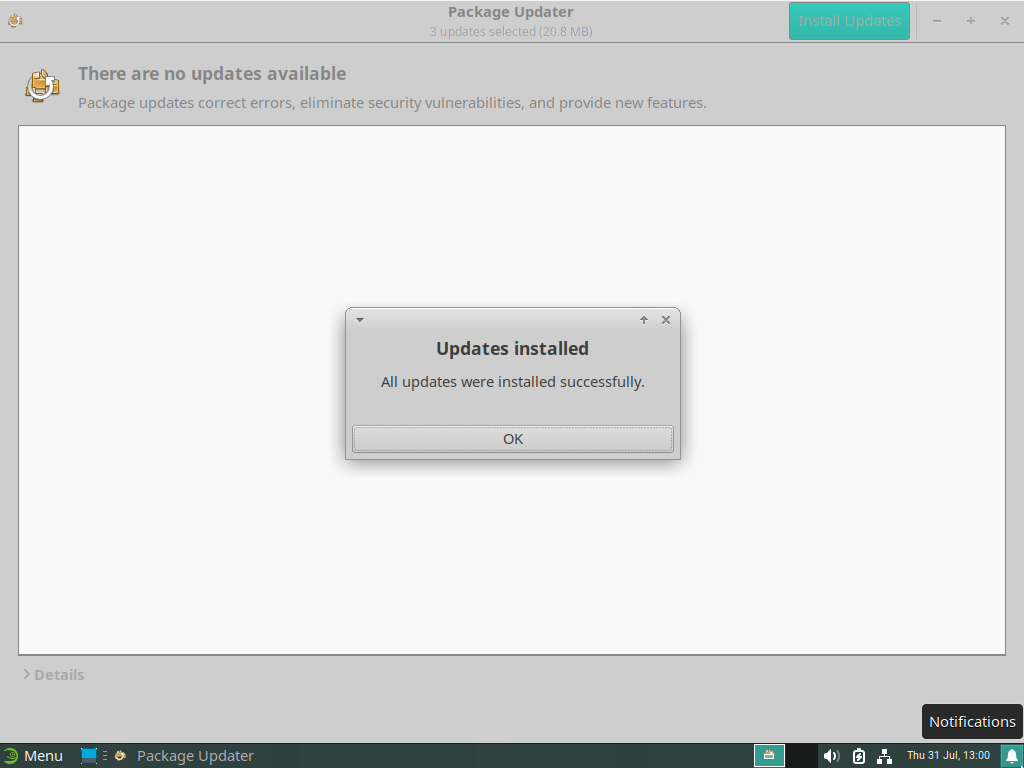 Package Updater
3 updates selected (20.8 MB)
Install Updates
There are no updates available
Package updates correct errors, eliminate security vulnerabilities, and provide new features.
Updates installed
All updates were installed successfully.
OK
Details
Notifications
Menu
Package Updater
Thu 31 Jul, 13:00